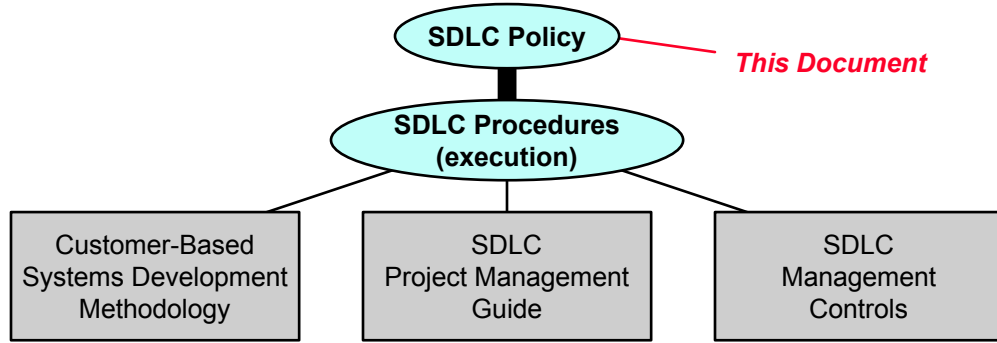 SDLC Policy
This Document
SDLC Procedures
(execution)
Customer-Based
Systems Development
Methodology
SDLC
Project Management
Guide
SDLC
Management
Controls